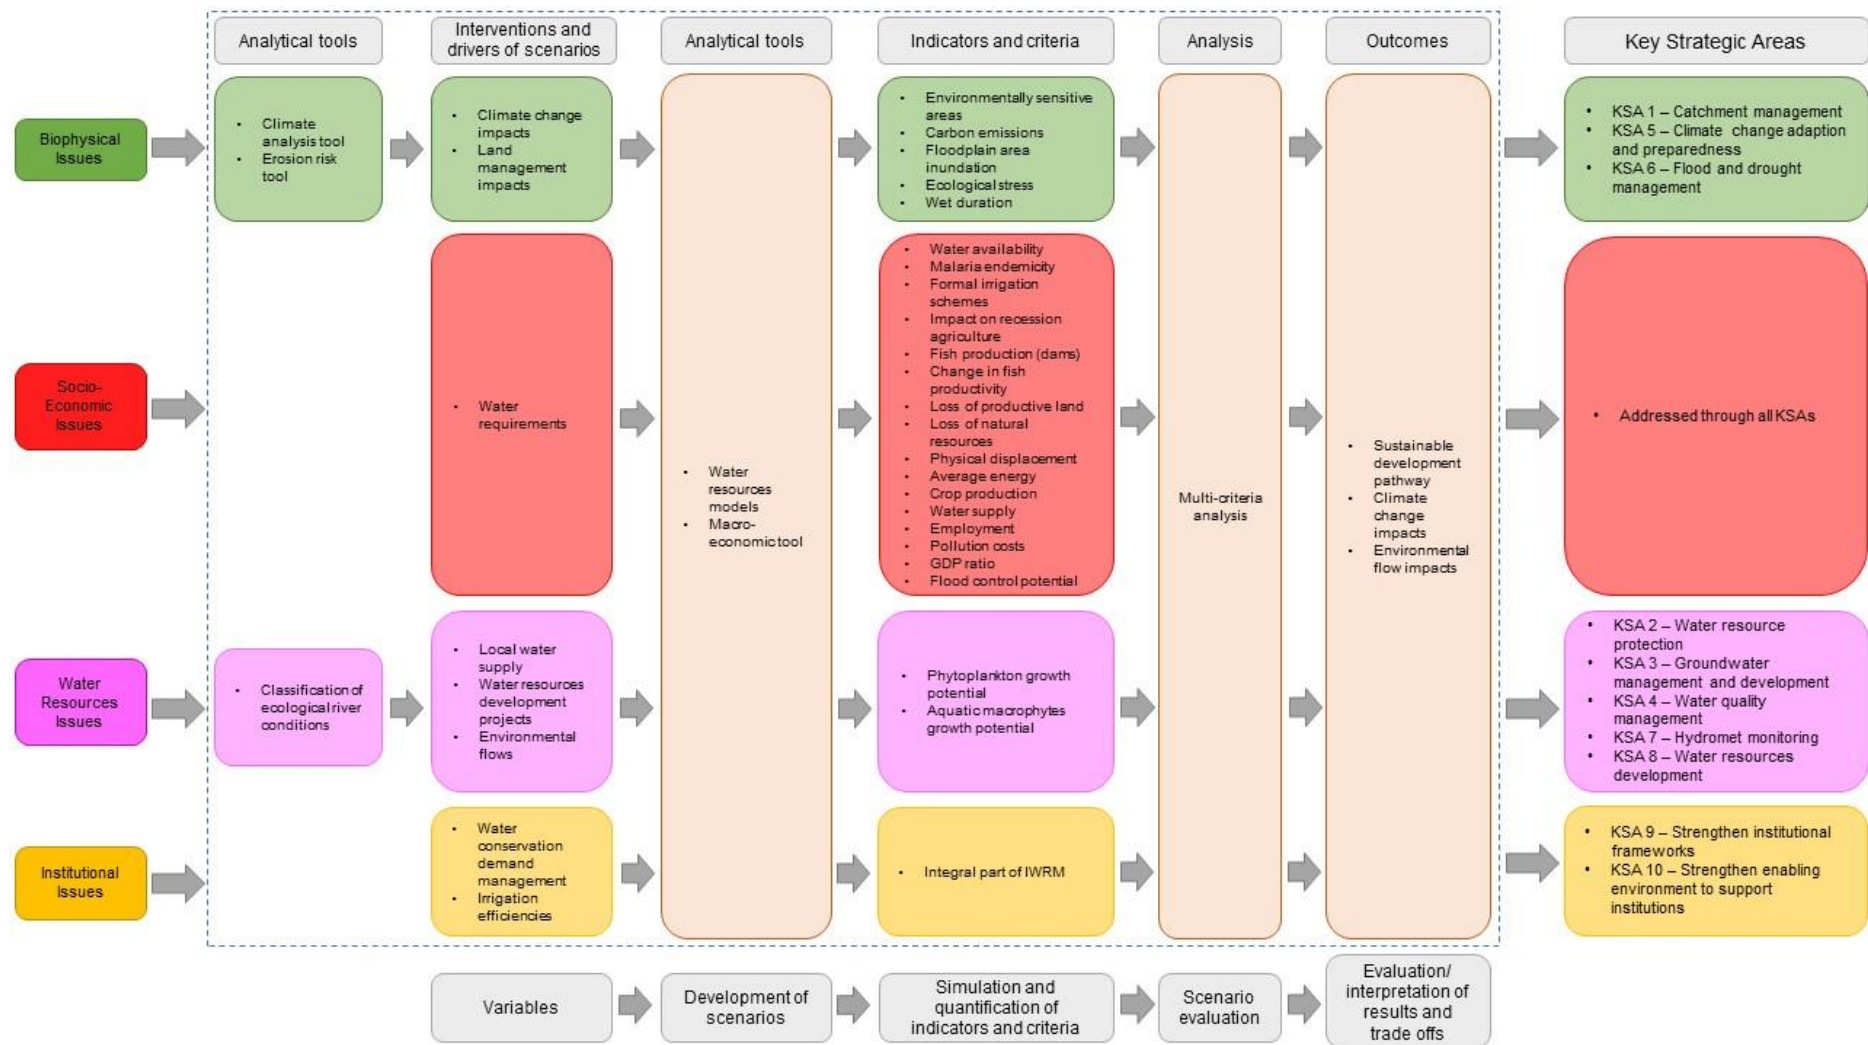 Analytical tools
Interventions and
drivers of scenarios
Analytical tools
Indicators and criteria
Analysis
Outcomes
Key Strategic Areas
Biophysical
Issues
• Climate
analysis tool
• Erosion risk
tool
• Climate change
impacts
• Land
management
impacts
• Environmentally sensitive
areas
• Carbon emissions
• Floodplain area
inundation
• Ecological stress
• Wet duration
• KSA 1 – Catchment management
• KSA 5 – Climate change adaption
and preparedness
• KSA 6 – Flood and drought
management
Socio-
Economic
Issues
• Water
requirements
• Water
resources
models
• Macro-
economic tool
• Water availability
• Malaria endemicity
• Formal irrigation
schemes
• Impact on recession
agriculture
• Fish production (dams)
• Change in fish
productivity
• Loss of productive land
• Loss of natural
resources
• Physical displacement
• Average energy
• Crop production
• Water supply
• Employment
• Pollution costs
• GDP ratio
• Flood control potential
Multi-criteria
analysis
• Sustainable
development
pathway
• Climate
change
impacts
• Environmental
flow impacts
• Addressed through all KSAs
Water
Resources
Issues
• Classification of
ecological river
conditions
• Local water
supply
• Water resources
development
projects
• Environmental
flows
• Phytoplankton growth
potential
• Aquatic macrophytes
growth potential
• KSA 2 – Water resource
protection
• KSA 3 – Groundwater
management and development
• KSA 4 – Water quality
management
• KSA 7 – Hydromet monitoring
• KSA 8 – Water resources
development
Institutional
Issues
• Water
conservation
demand
management
• Irrigation
efficiencies
• Integral part of IWRM
• KSA 9 – Strengthen institutional
frameworks
• KSA 10 – Strengthen enabling
environment to support
institutions
Variables
Development of
scenarios
Simulation and
quantification of
indicators and criteria
Scenario
evaluation
Evaluation/
interpretation of
results and
trade offs